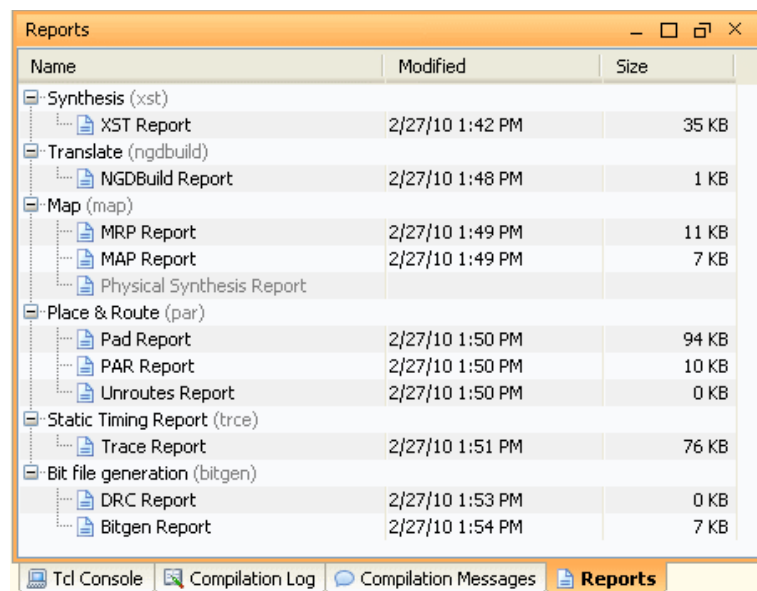 Reports
Name Modified Size
Synthesis (xst)
XST Report 2/27/10 1:42 PM 35 KB
Translate (ngdbuild)
NGDBuild Report 2/27/10 1:48 PM 1 KB
Map (map)
MRP Report 2/27/10 1:49 PM 11 KB
MAP Report 2/27/10 1:49 PM 7 KB
Physical Synthesis Report
Place & Route (par)
Pad Report 2/27/10 1:50 PM 94 KB
PAR Report 2/27/10 1:50 PM 10 KB
Unroutes Report 2/27/10 1:50 PM 0 KB
Static Timing Report (trce)
Trace Report 2/27/10 1:51 PM 76 KB
Bit file generation (bitgen)
DRC Report 2/27/10 1:53 PM 0 KB
Bitgen Report 2/27/10 1:54 PM 7 KB
Tcl Console Compilation Log Compilation Messages Reports